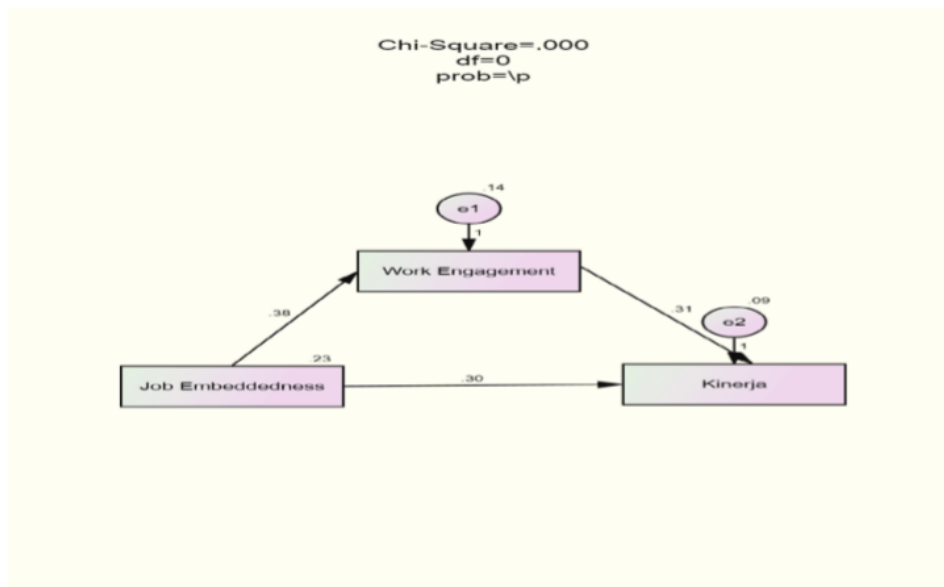 Chi-Square=.000
df=0
prob=\p
.14
e1
1
Work Engagement
.38
.31
.09
e2
1
.23
Job Embeddedness
.30
Kinerja